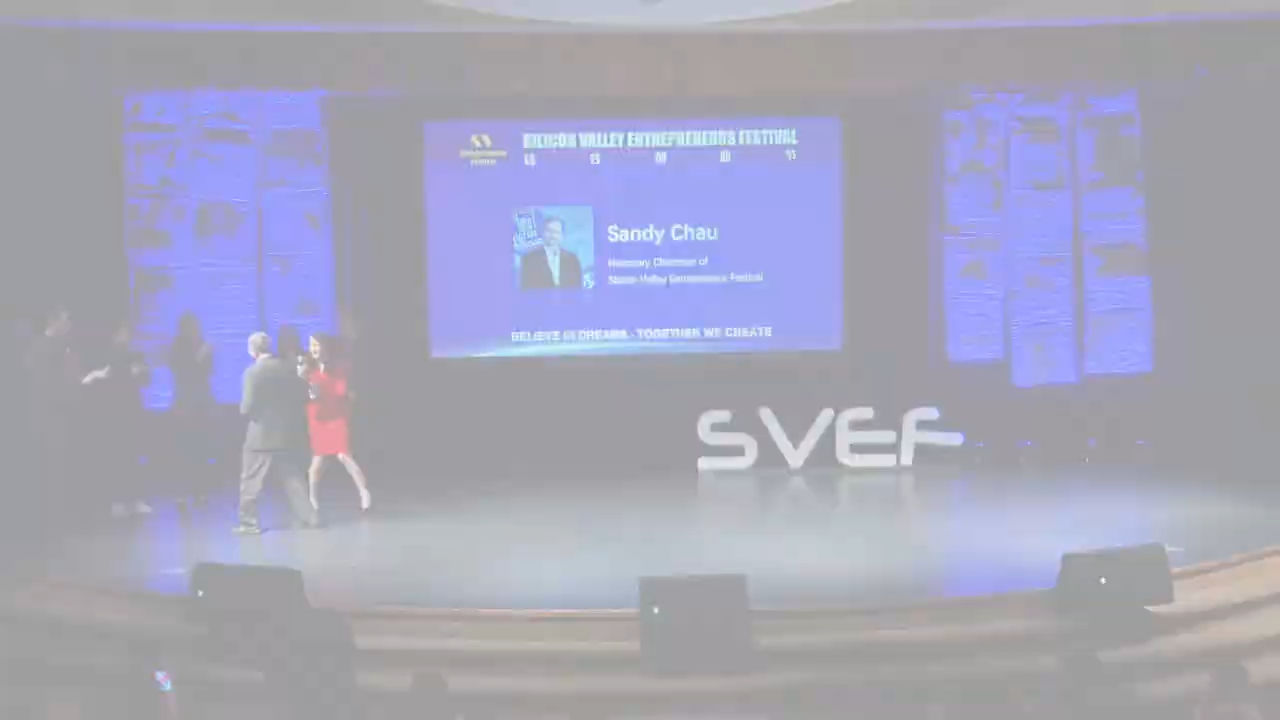 SILICON VALLEY ENTREPRENEURS FESTIVAL
Sandy Chau
Honorary Chairman of
Silicon Valley Entrepreneurs Festival
BELIEVE IN DREAMS - TOGETHER WE CREATE
SVEF